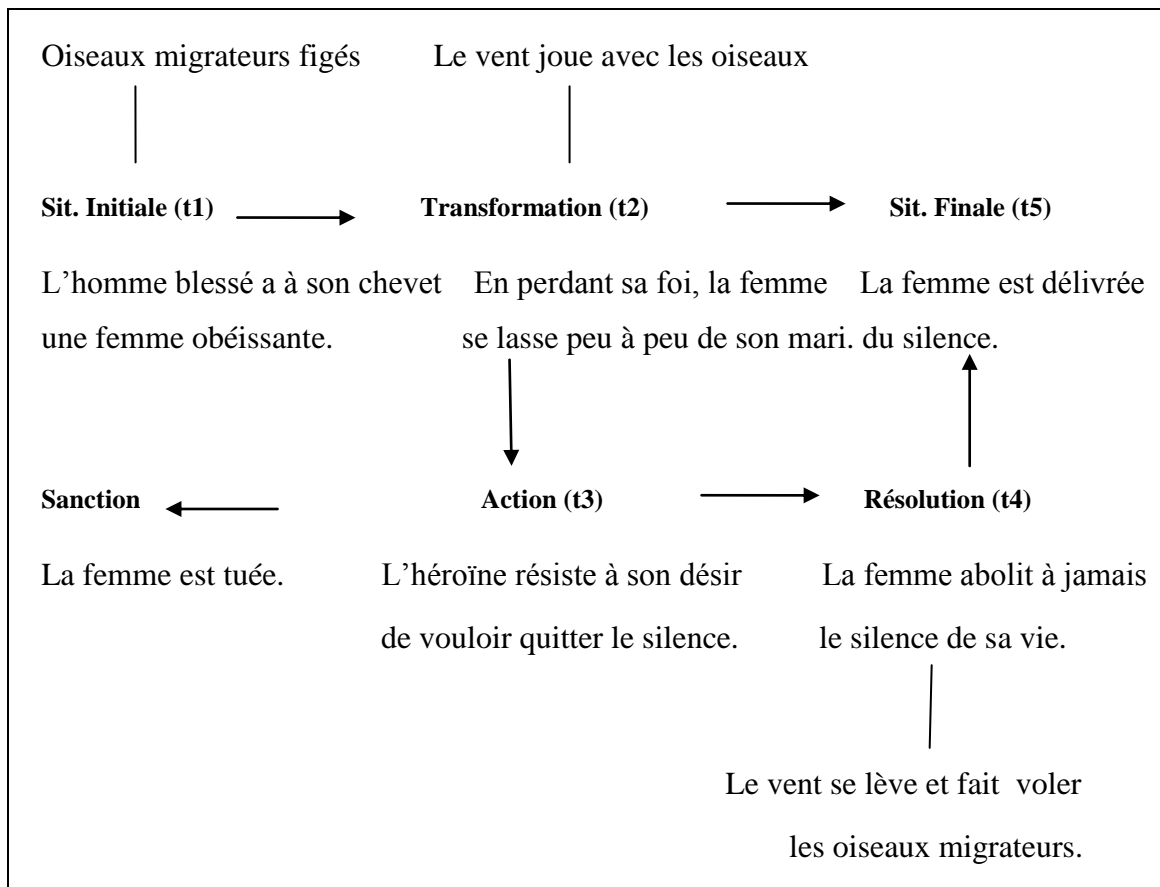 Oiseaux migrateurs figés Le vent joue avec les oiseaux
Sit. Initiale (t1) Transformation (t2) Sit. Finale (t5)
L’homme blessé a à son chevet En perdant sa foi, la femme La femme est délivrée
une femme obéissante. se lasse peu à peu de son mari. du silence.
Sanction Action (t3) Résolution (t4)
La femme est tuée. L’héroïne résiste à son désir La femme abolit à jamais
de vouloir quitter le silence. le silence de sa vie.
Le vent se lève et fait voler
les oiseaux migrateurs.